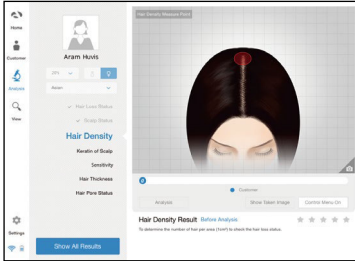 Home
Customer
Analysis
View
Settings
Aram Huvis
Asian
Hair Loss Status
Scalp Status
Hair Density
Keratin of Scalp
Sensitivity
Hair Thickness
Hair Pore Status
Show All Results
Hair Density Measure Point
Customer
Analysis
Show Taken Image
Control Menu On
Hair Density Result Before Analysis
To determine the number of hair per area (1cm²) to check the hair loss status.